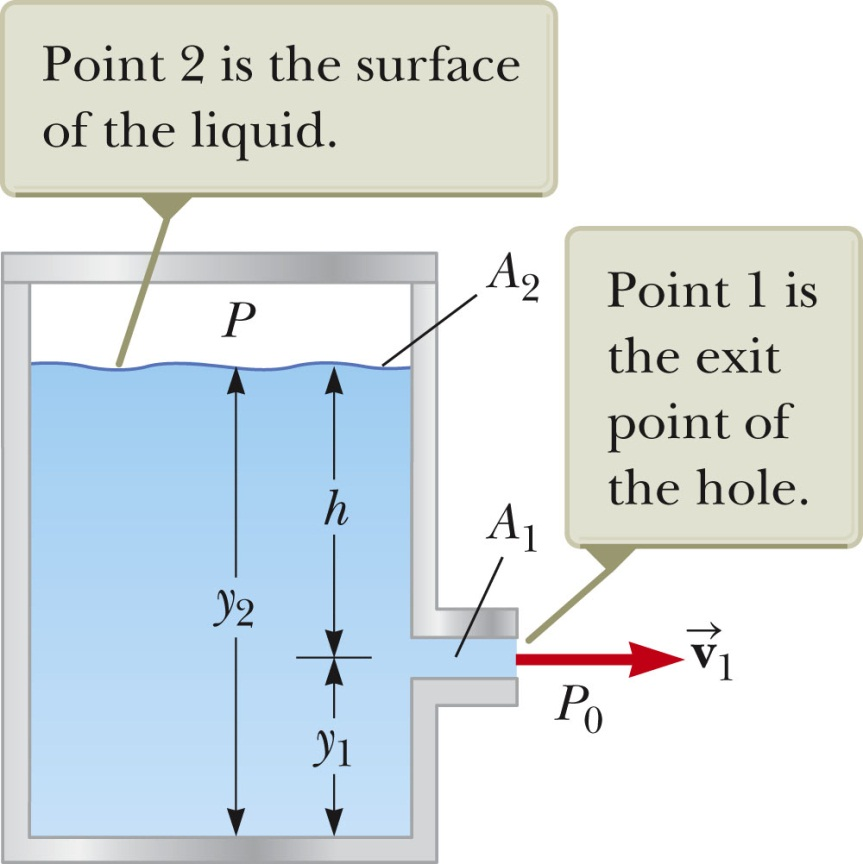 Point 2 is the surface
of the liquid.
P
A₂
Point 1 is
the exit
point of
the hole.
h
A₁
y₂
v⃗₁
P₀
y₁